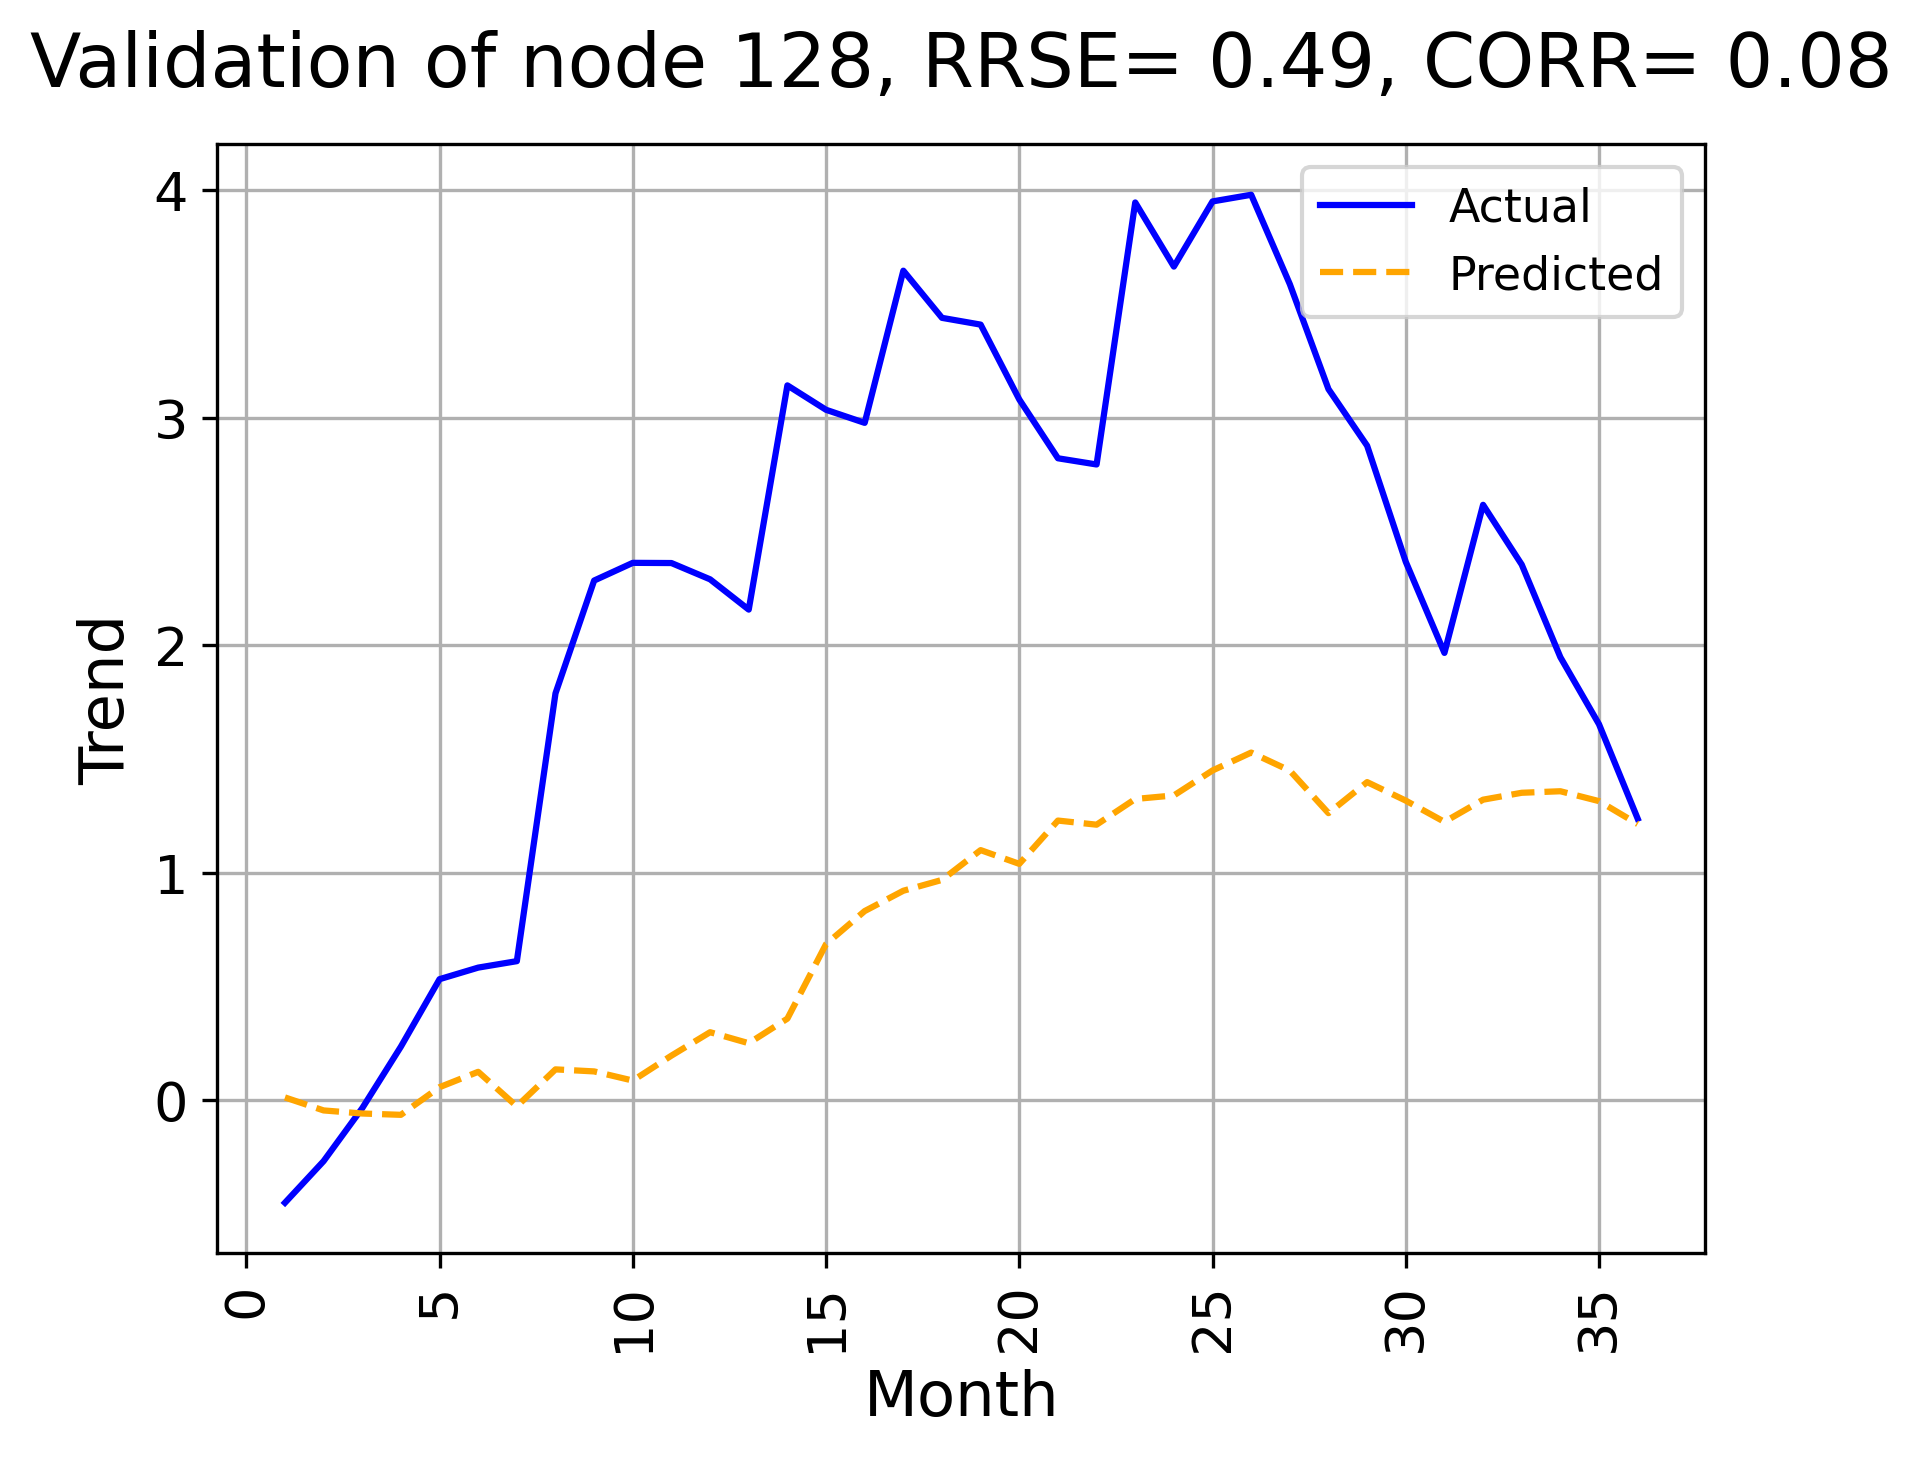 Validation of node 128, RRSE= 0.49, CORR= 0.08
Actual
Predicted
4
3
2
1
0
Trend
0
5
10
15
20
25
30
35
Month